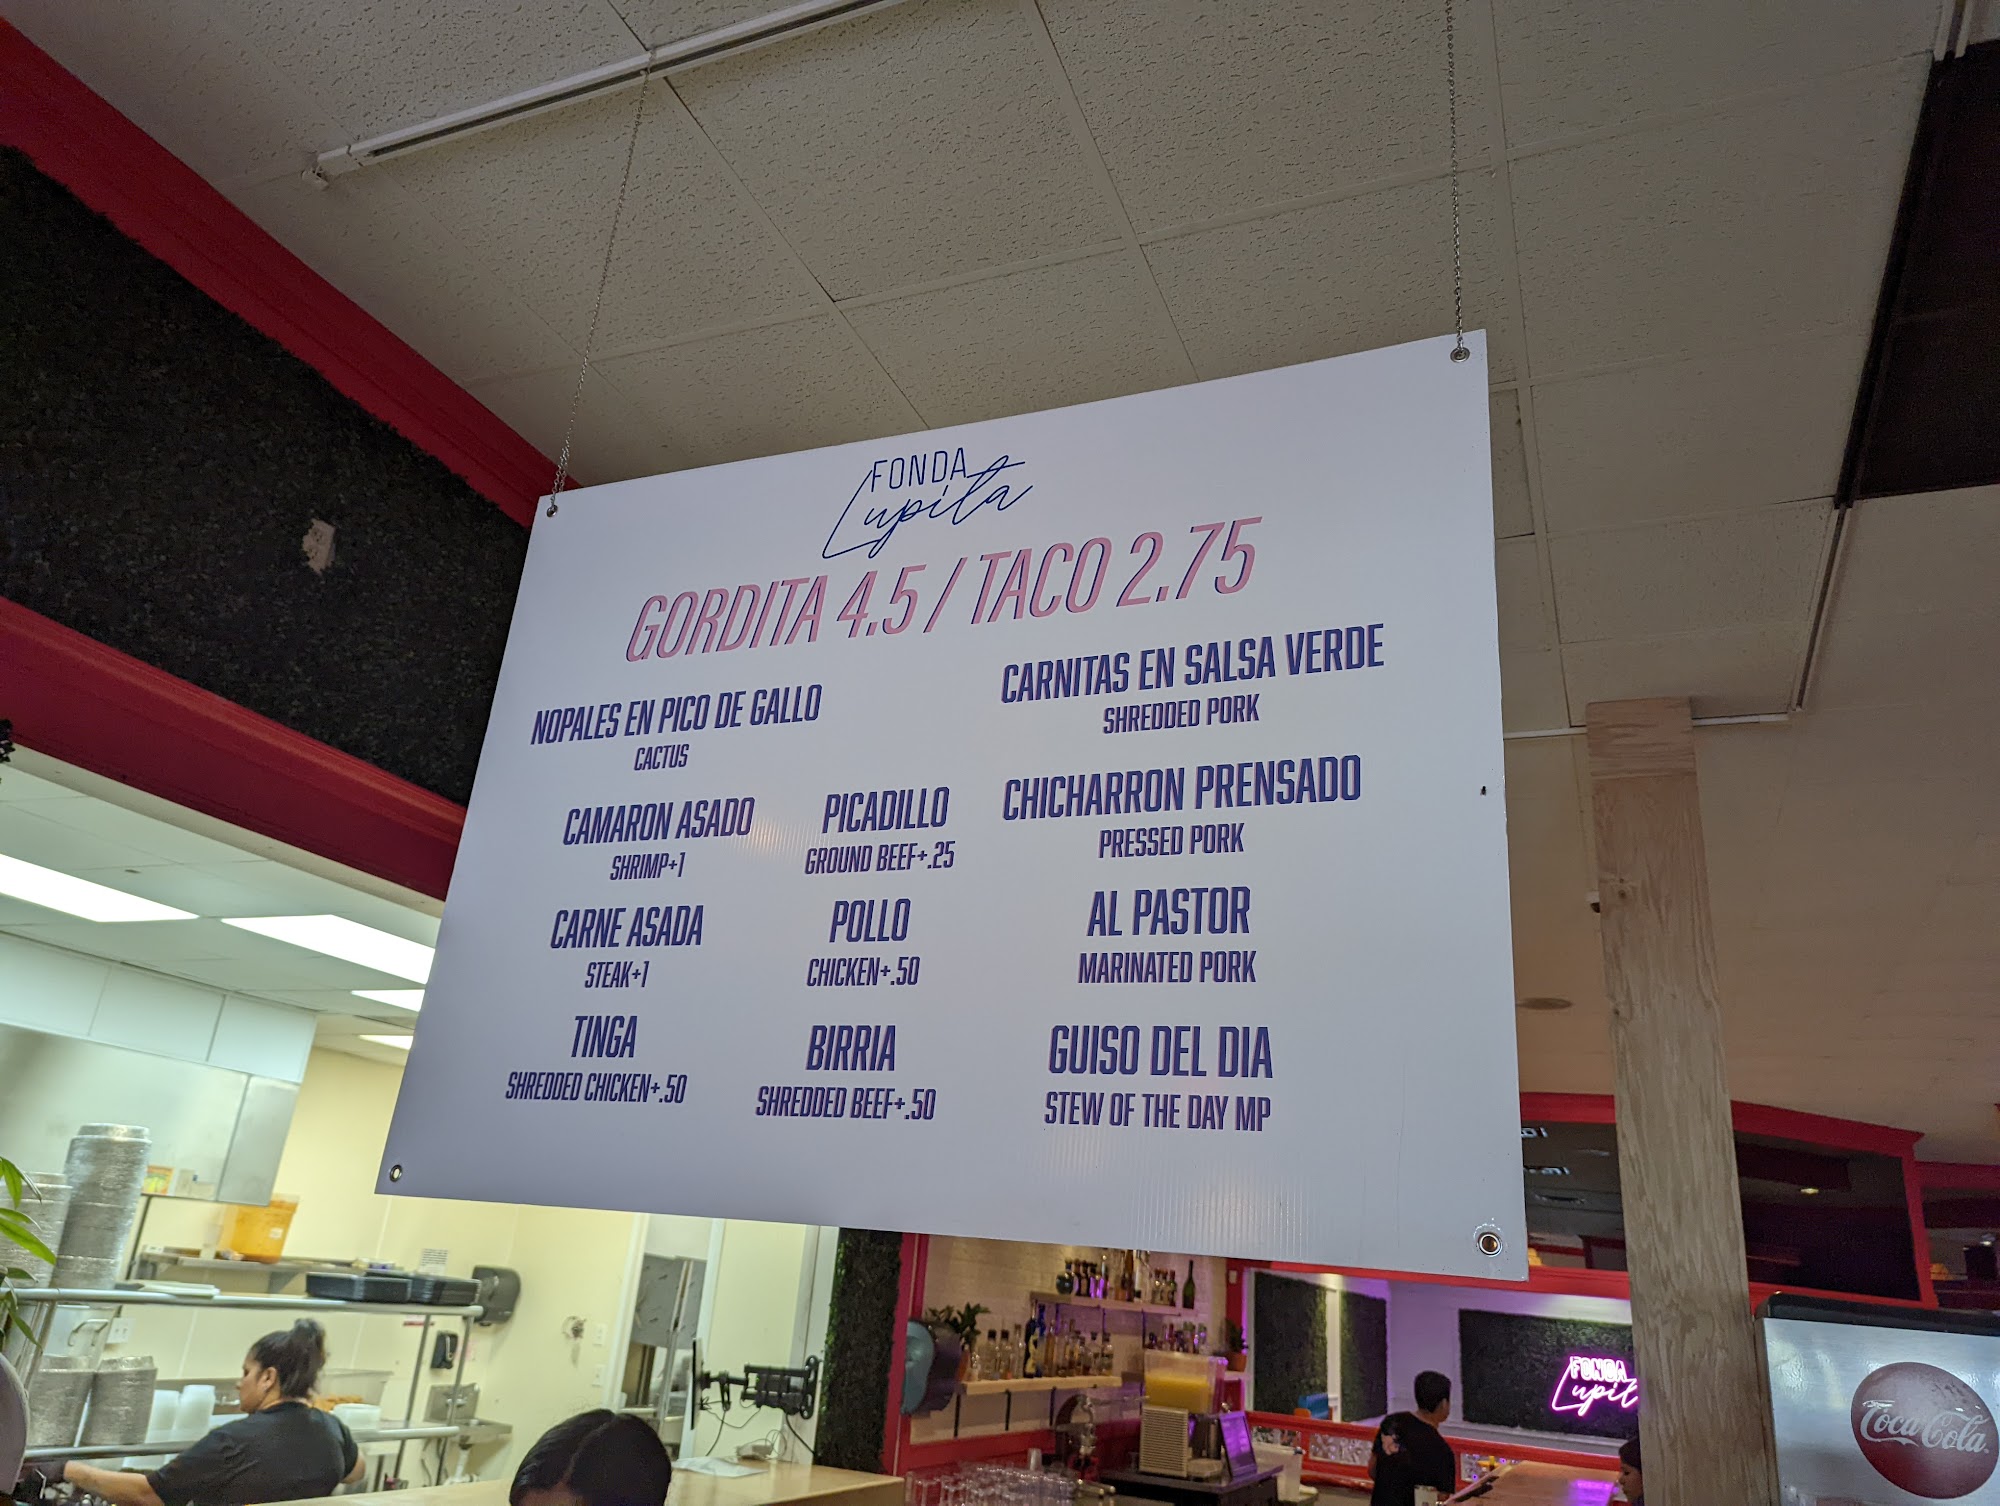 FONDA
Lupita
GORDITA 4.5 / TACO 2.75
NOPALES EN PICO DE GALLO
CACTUS
CAMARON ASADO
SHRIMP+1
CARNE ASADA
STEAK+1
TINGA
SHREDDED CHICKEN+.50
PICADILLO
GROUND BEEF+.25
POLLO
CHICKEN+.50
BIRRIA
SHREDDED BEEF+.50
CARNITAS EN SALSA VERDE
SHREDDED PORK
CHICHARRON PRENSADO
PRESSED PORK
AL PASTOR
MARINATED PORK
GUISO DEL DIA
STEW OF THE DAY MP
FONDA
Lupit
Coca-Cola